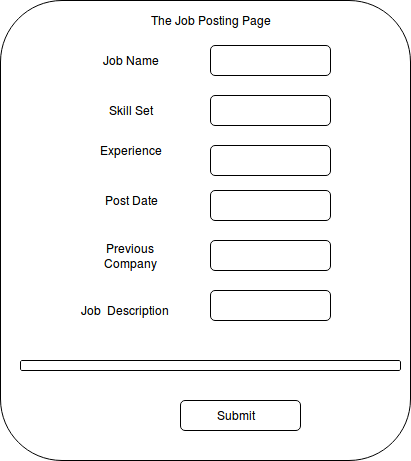 The Job Posting Page
Job Name
Skill Set
Experience
Post Date
Previous
Company
Job Description
Submit